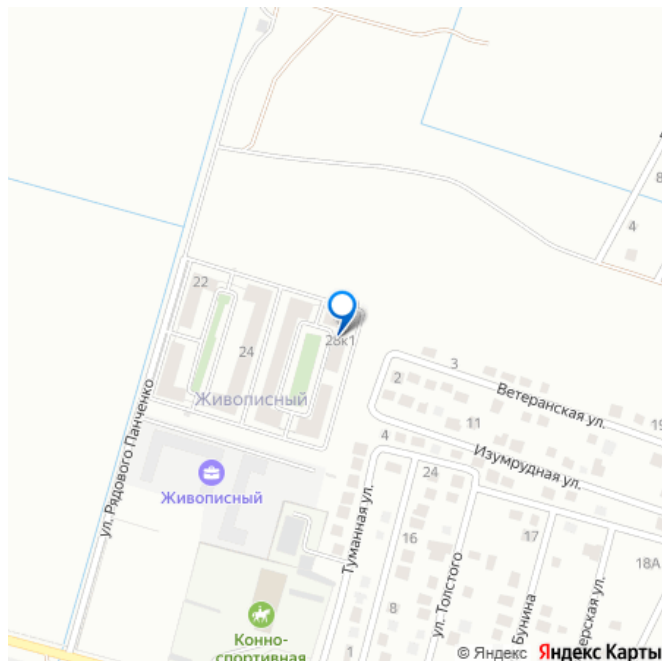 4
8
22
28к1
24
Живописный
ул. Рядового Панченко
3
2
Ветеранская ул.
19
11
Изумрудная ул.
4
24
Живописный
Туманная ул.
16
17
18А
ул. Толстого
8
Бунина
1
Конно-
спортивная
© Яндекс Яндекс Карты